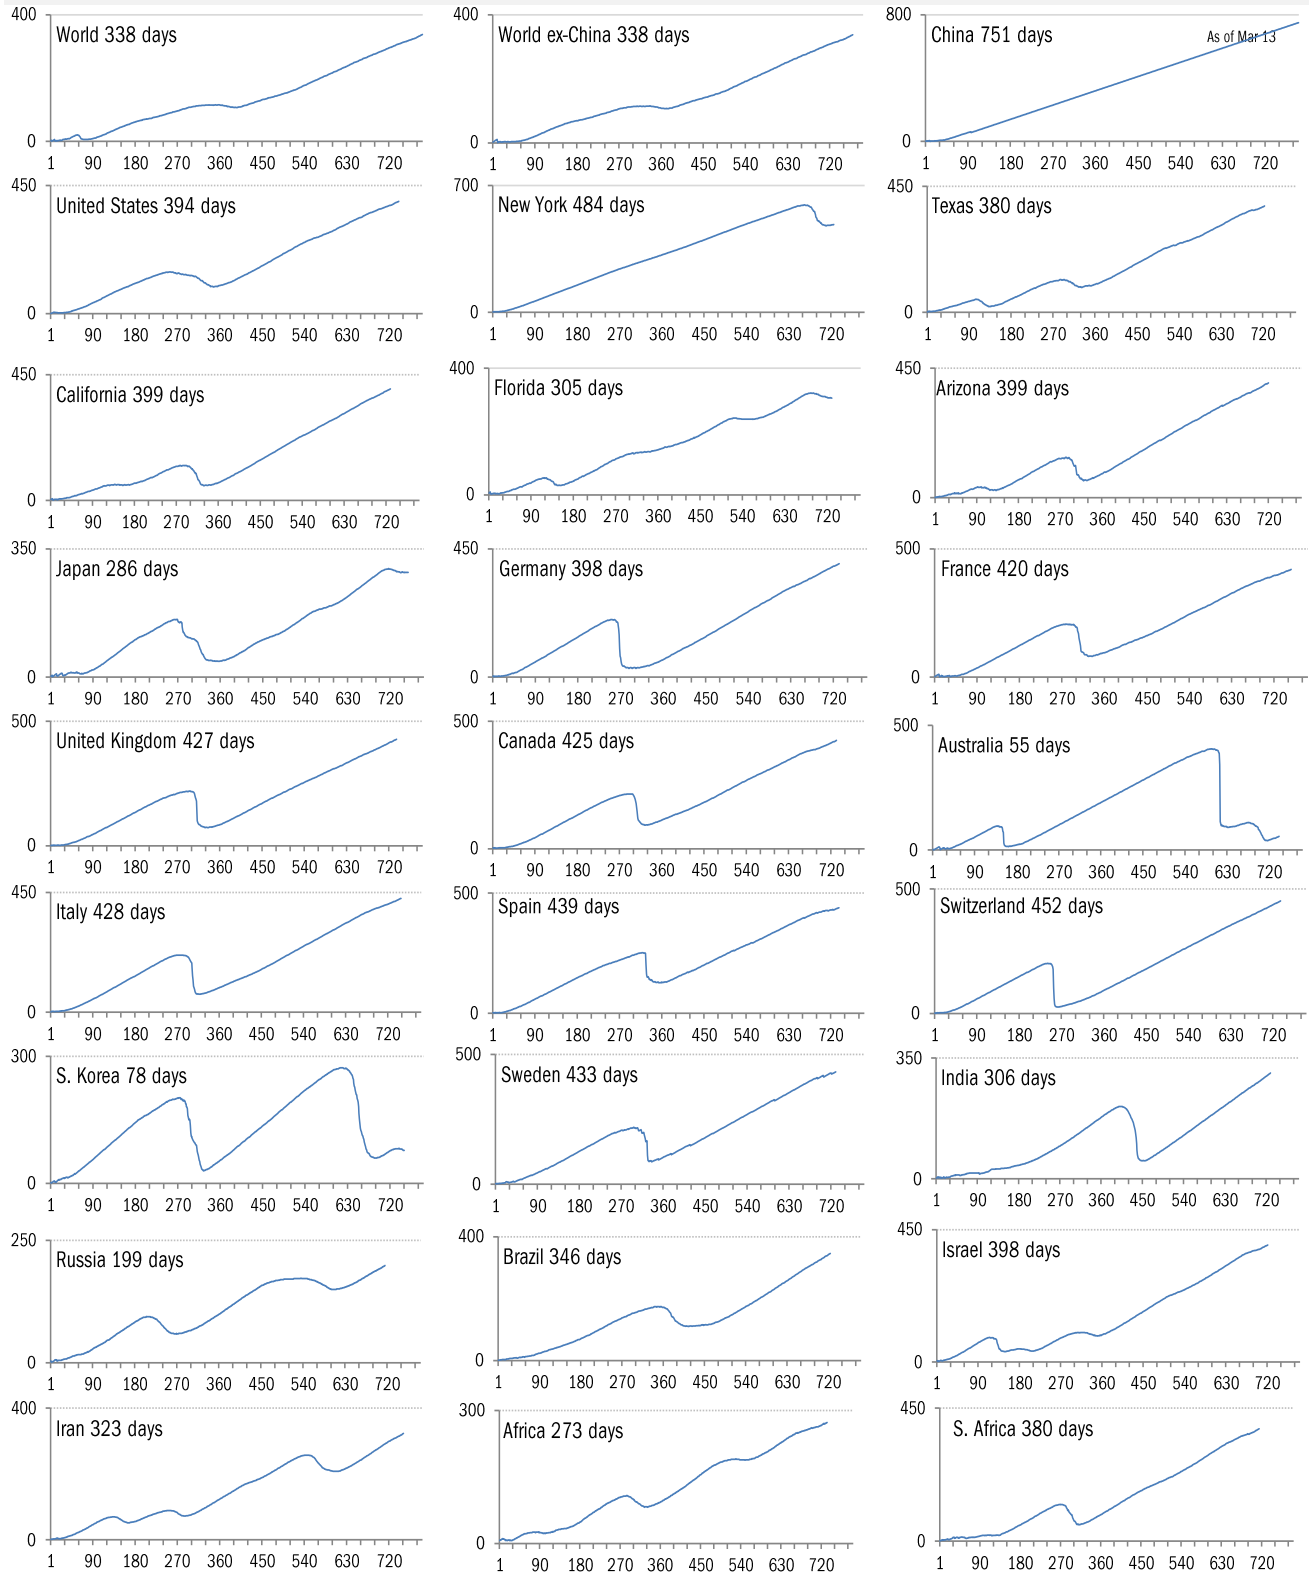 400 400 800
World 338 days World ex-China 338 days China 751 days
As of Mar 13
0 0 0
1 90 180 270 360 450 540 630 720 1 90 180 270 360 450 540 630 720 1 90 180 270 360 450 540 630 720
450 700 450
United States 394 days New York 484 days Texas 380 days
0 0 0
1 90 180 270 360 450 540 630 720 1 90 180 270 360 450 540 630 720 1 90 180 270 360 450 540 630 720
450 400 450
California 399 days Florida 305 days Arizona 399 days
0 0 0
1 90 180 270 360 450 540 630 720 1 90 180 270 360 450 540 630 720 1 90 180 270 360 450 540 630 720
350 450 500
Japan 286 days Germany 398 days France 420 days
0 0 0
1 90 180 270 360 450 540 630 720 1 90 180 270 360 450 540 630 720 1 90 180 270 360 450 540 630 720
500 500 500
United Kingdom 427 days Canada 425 days Australia 55 days
0 0 0
1 90 180 270 360 450 540 630 720 1 90 180 270 360 450 540 630 720 1 90 180 270 360 450 540 630 720
450 500 500
Italy 428 days Spain 439 days Switzerland 452 days
0 0 0
1 90 180 270 360 450 540 630 720 1 90 180 270 360 450 540 630 720 1 90 180 270 360 450 540 630 720
300 500 350
S. Korea 78 days Sweden 433 days India 306 days
0 0 0
1 90 180 270 360 450 540 630 720 1 90 180 270 360 450 540 630 720 1 90 180 270 360 450 540 630 720
250 400 450
Russia 199 days Brazil 346 days Israel 398 days
0 0 0
1 90 180 270 360 450 540 630 720 1 90 180 270 360 450 540 630 720 1 90 180 270 360 450 540 630 720
400 300 450
Iran 323 days Africa 273 days S. Africa 380 days
0 0 0
1 90 180 270 360 450 540 630 720 1 90 180 270 360 450 540 630 720 1 90 180 270 360 450 540 630 720